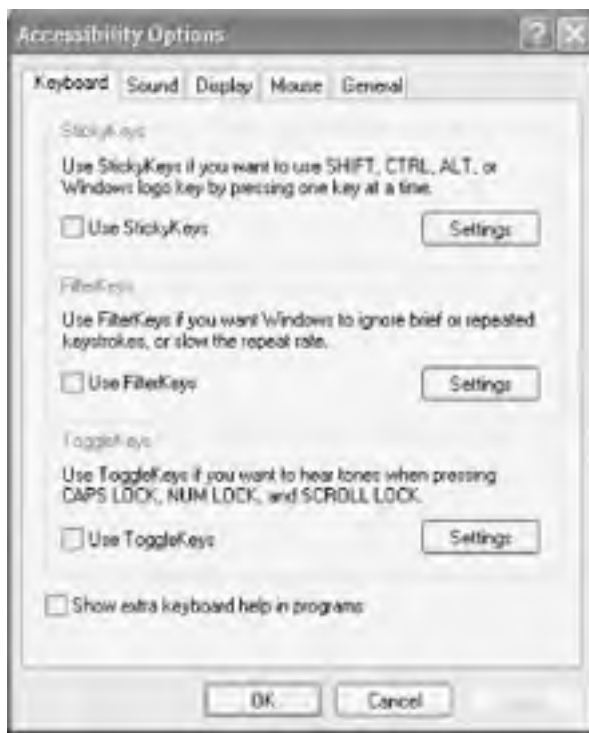 Accessibility Options
Keyboard Sound Display Mouse General
StickyKeys
Use StickyKeys if you want to use SHIFT, CTRL, ALT, or
Windows logo key by pressing one key at a time.
Use StickyKeys Settings
FilterKeys
Use FilterKeys if you want Windows to ignore brief or repeated
keystrokes, or slow the repeat rate.
Use FilterKeys Settings
ToggleKeys
Use ToggleKeys if you want to hear tones when pressing
CAPS LOCK, NUM LOCK, and SCROLL LOCK.
Use ToggleKeys Settings
Show extra keyboard help in programs
OK Cancel